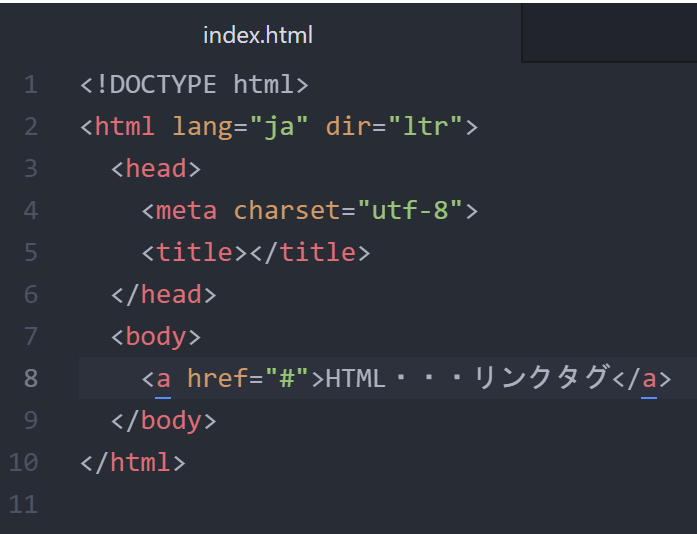 index.html
1 <!DOCTYPE html>
2 <html lang="ja" dir="ltr">
3   <head>
4     <meta charset="utf-8">
5     <title></title>
6   </head>
7   <body>
8     <a href="#">HTML・・・リンクタグ</a>
9   </body>
10 </html>
11